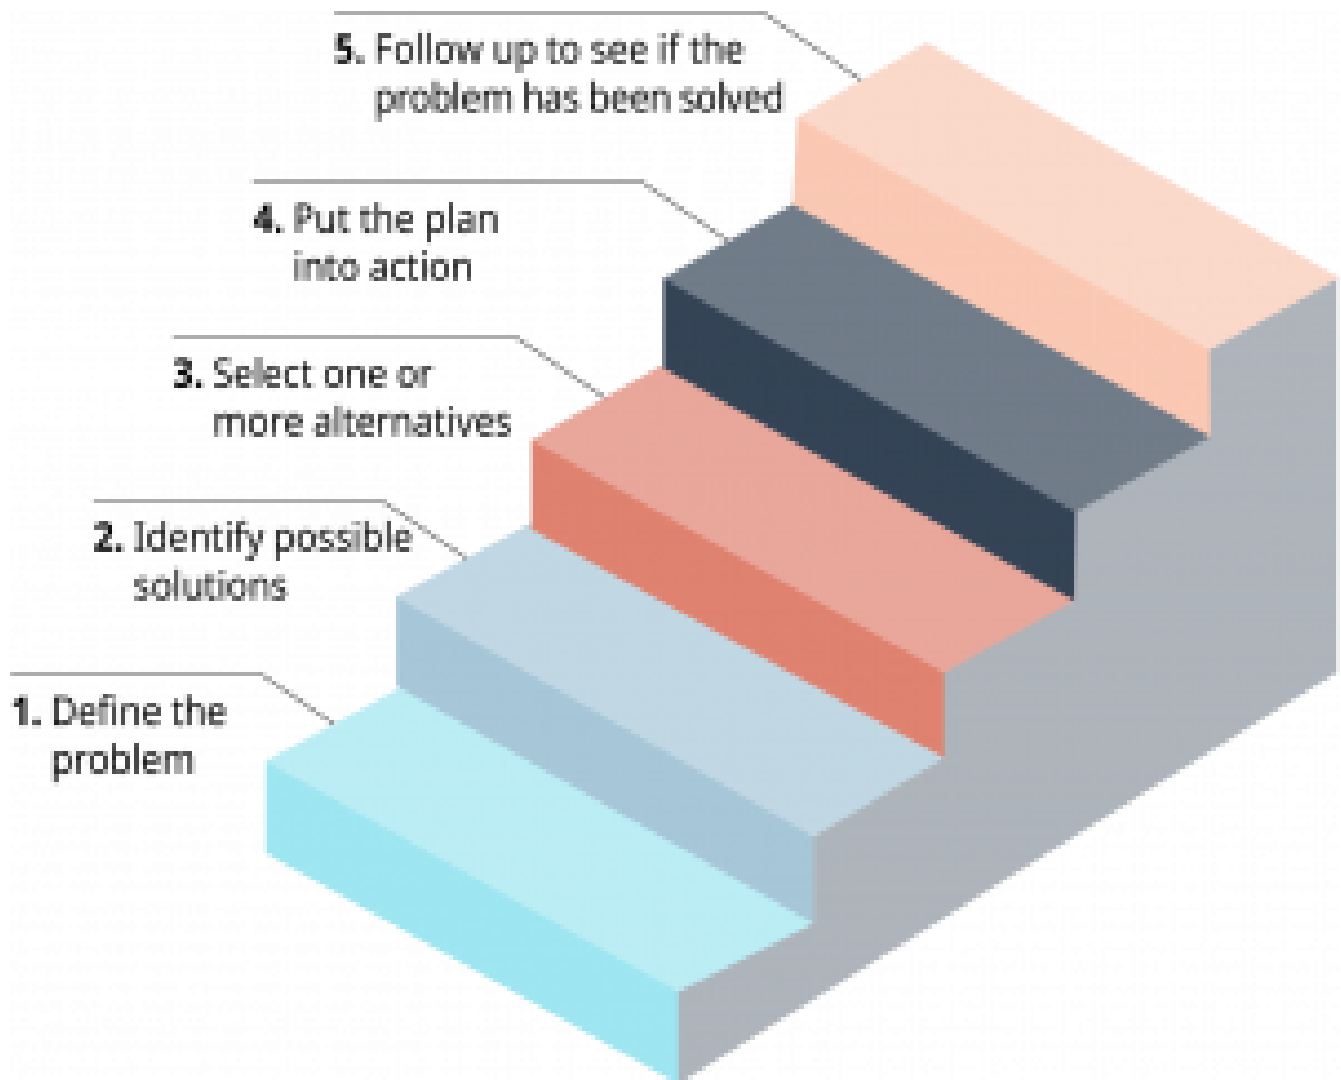 5. Follow up to see if the
problem has been solved
4. Put the plan
into action
3. Select one or
more alternatives
2. Identify possible
solutions
1. Define the
problem